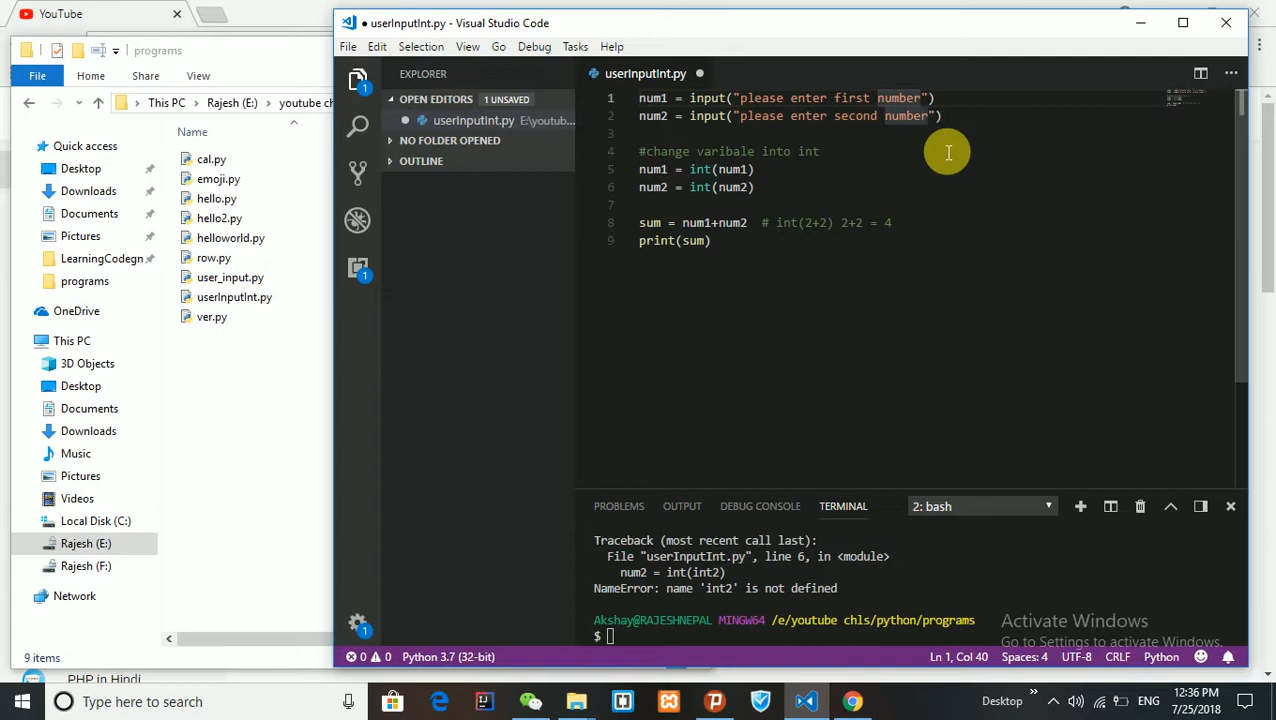 YouTube
userInputInt.py - Visual Studio Code
programs
File Edit Selection View Go Debug Tasks Help
File Home Share View
EXPLORER
userInputInt.py
OPEN EDITORS 1 UNSAVED
userInputInt.py E:\youtub...
NO FOLDER OPENED
OUTLINE
1
1
1 num1 = input("please enter first number")
2 num2 = input("please enter second number")
3
4 #change varibale into int
5 num1 = int(num1)
6 num2 = int(num2)
7
8 sum = num1+num2 # int(2+2) 2+2 = 4
9 print(sum)
This PC Rajesh (E:) youtube ch
Name
Quick access
Desktop
Downloads
Documents
Pictures
LearningCodegn
programs
OneDrive
This PC
3D Objects
Desktop
Documents
Downloads
Music
Pictures
Videos
Local Disk (C:)
Rajesh (E:)
Rajesh (F:)
Network
cal.py
emoji.py
hello.py
hello2.py
helloworld.py
row.py
user_input.py
userInputInt.py
ver.py
9 items
PROBLEMS OUTPUT DEBUG CONSOLE TERMINAL 2: bash
Traceback (most recent call last):
File "userInputInt.py", line 6, in <module>
num2 = int(int2)
NameError: name 'int2' is not defined
Akshay@RAJESHNEPAL MINGW64 /e/youtube chls/python/programs
$
Activate Windows
Go to Settings to activate Windows.
1
0 0 Python 3.7 (32-bit) Ln 1, Col 40 Spaces: 4 UTF-8 CRLF Python
PHP in Hindi
Type here to search
Desktop
ENG
12:36 PM
7/25/2018